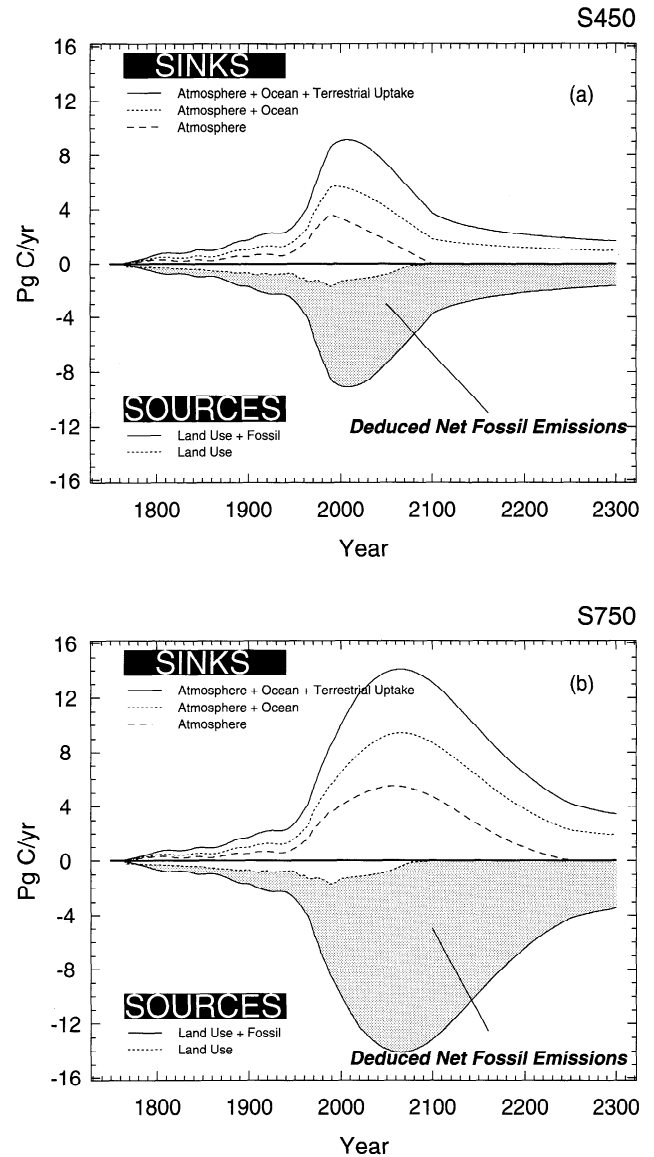 S450
16
SINKS
Atmosphere + Ocean + Terrestrial Uptake
(a)
12
Atmosphere + Ocean
Atmosphere
8
4
0
Pg C/yr
-4
-8
SOURCES
-12
Deduced Net Fossil Emissions
Land Use + Fossil
Land Use
-16
1800 1900 2000 2100 2200 2300
Year
S750
16
SINKS
Atmosphere + Ocean + Terrestrial Uptake
(b)
12
Atmosphere + Ocean
Atmosphere
8
4
0
Pg C/yr
-4
-8
SOURCES
-12
Land Use + Fossil
Land Use
Deduced Net Fossil Emissions
-16
1800 1900 2000 2100 2200 2300
Year